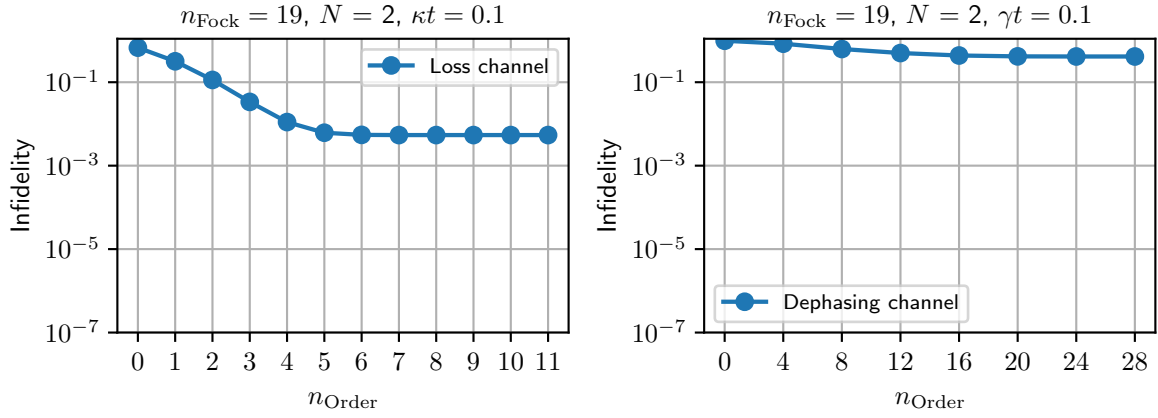 n_Fock = 19, N = 2, κt = 0.1
Infidelity
10⁻¹
10⁻³
10⁻⁵
10⁻⁷
Loss channel
0 1 2 3 4 5 6 7 8 9 10 11
n_Order
n_Fock = 19, N = 2, γt = 0.1
Infidelity
10⁻¹
10⁻³
10⁻⁵
10⁻⁷
Dephasing channel
0 4 8 12 16 20 24 28
n_Order